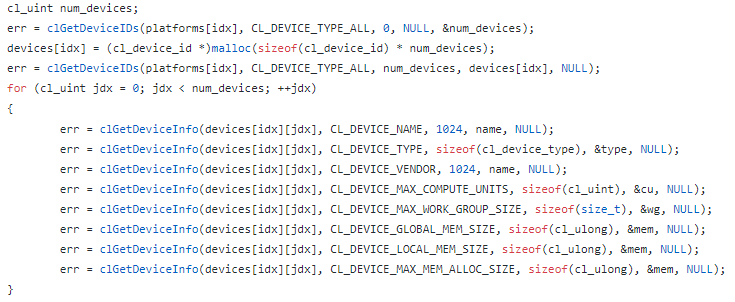 cl_uint num_devices;
err = clGetDeviceIDs(platforms[idx], CL_DEVICE_TYPE_ALL, 0, NULL, &num_devices);
devices[idx] = (cl_device_id *)malloc(sizeof(cl_device_id) * num_devices);
err = clGetDeviceIDs(platforms[idx], CL_DEVICE_TYPE_ALL, num_devices, devices[idx], NULL);
for (cl_uint jdx = 0; jdx < num_devices; ++jdx)
{
        err = clGetDeviceInfo(devices[idx][jdx], CL_DEVICE_NAME, 1024, name, NULL);
        err = clGetDeviceInfo(devices[idx][jdx], CL_DEVICE_TYPE, sizeof(cl_device_type), &type, NULL);
        err = clGetDeviceInfo(devices[idx][jdx], CL_DEVICE_VENDOR, 1024, name, NULL);
        err = clGetDeviceInfo(devices[idx][jdx], CL_DEVICE_MAX_COMPUTE_UNITS, sizeof(cl_uint), &cu, NULL);
        err = clGetDeviceInfo(devices[idx][jdx], CL_DEVICE_MAX_WORK_GROUP_SIZE, sizeof(size_t), &wg, NULL);
        err = clGetDeviceInfo(devices[idx][jdx], CL_DEVICE_GLOBAL_MEM_SIZE, sizeof(cl_ulong), &mem, NULL);
        err = clGetDeviceInfo(devices[idx][jdx], CL_DEVICE_LOCAL_MEM_SIZE, sizeof(cl_ulong), &mem, NULL);
        err = clGetDeviceInfo(devices[idx][jdx], CL_DEVICE_MAX_MEM_ALLOC_SIZE, sizeof(cl_ulong), &mem, NULL);
}